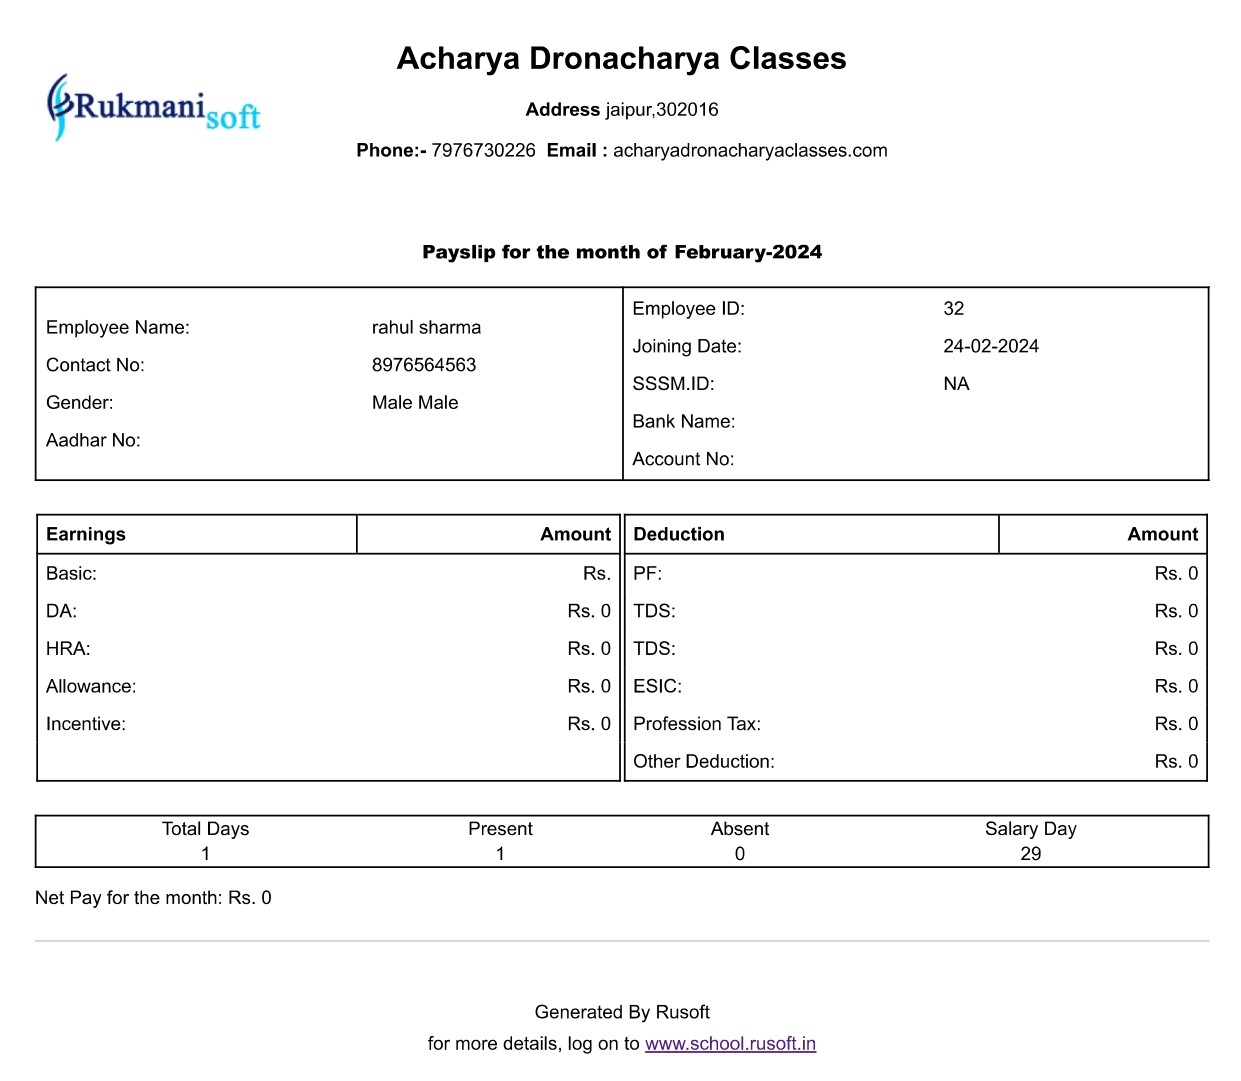 Acharya Dronacharya Classes
Rukmani soft
Address jaipur,302016
Phone:- 7976730226 Email : acharyadronacharyaclasses.com
Payslip for the month of February-2024
Employee Name: rahul sharma
Contact No: 8976564563
Gender: Male Male
Aadhar No:
Employee ID: 32
Joining Date: 24-02-2024
SSSM.ID: NA
Bank Name:
Account No:
Earnings Amount Deduction Amount
Basic: Rs. PF: Rs. 0
DA: Rs. 0 TDS: Rs. 0
HRA: Rs. 0 TDS: Rs. 0
Allowance: Rs. 0 ESIC: Rs. 0
Incentive: Rs. 0 Profession Tax: Rs. 0
Other Deduction: Rs. 0
Total Days Present Absent Salary Day
1 1 0 29
Net Pay for the month: Rs. 0
Generated By Rusoft
for more details, log on to www.school.rusoft.in